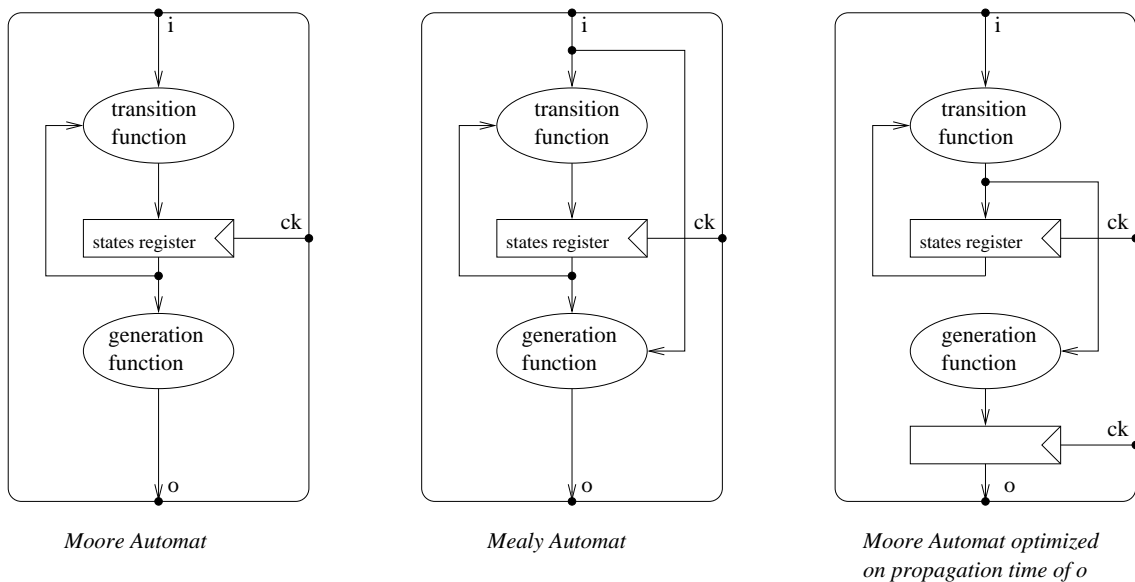 i
transition
function
ck
states register
generation
function
o
Moore Automat
i
transition
function
ck
states register
generation
function
o
Mealy Automat
i
transition
function
ck
states register
generation
function
ck
o
Moore Automat optimized
on propagation time of o